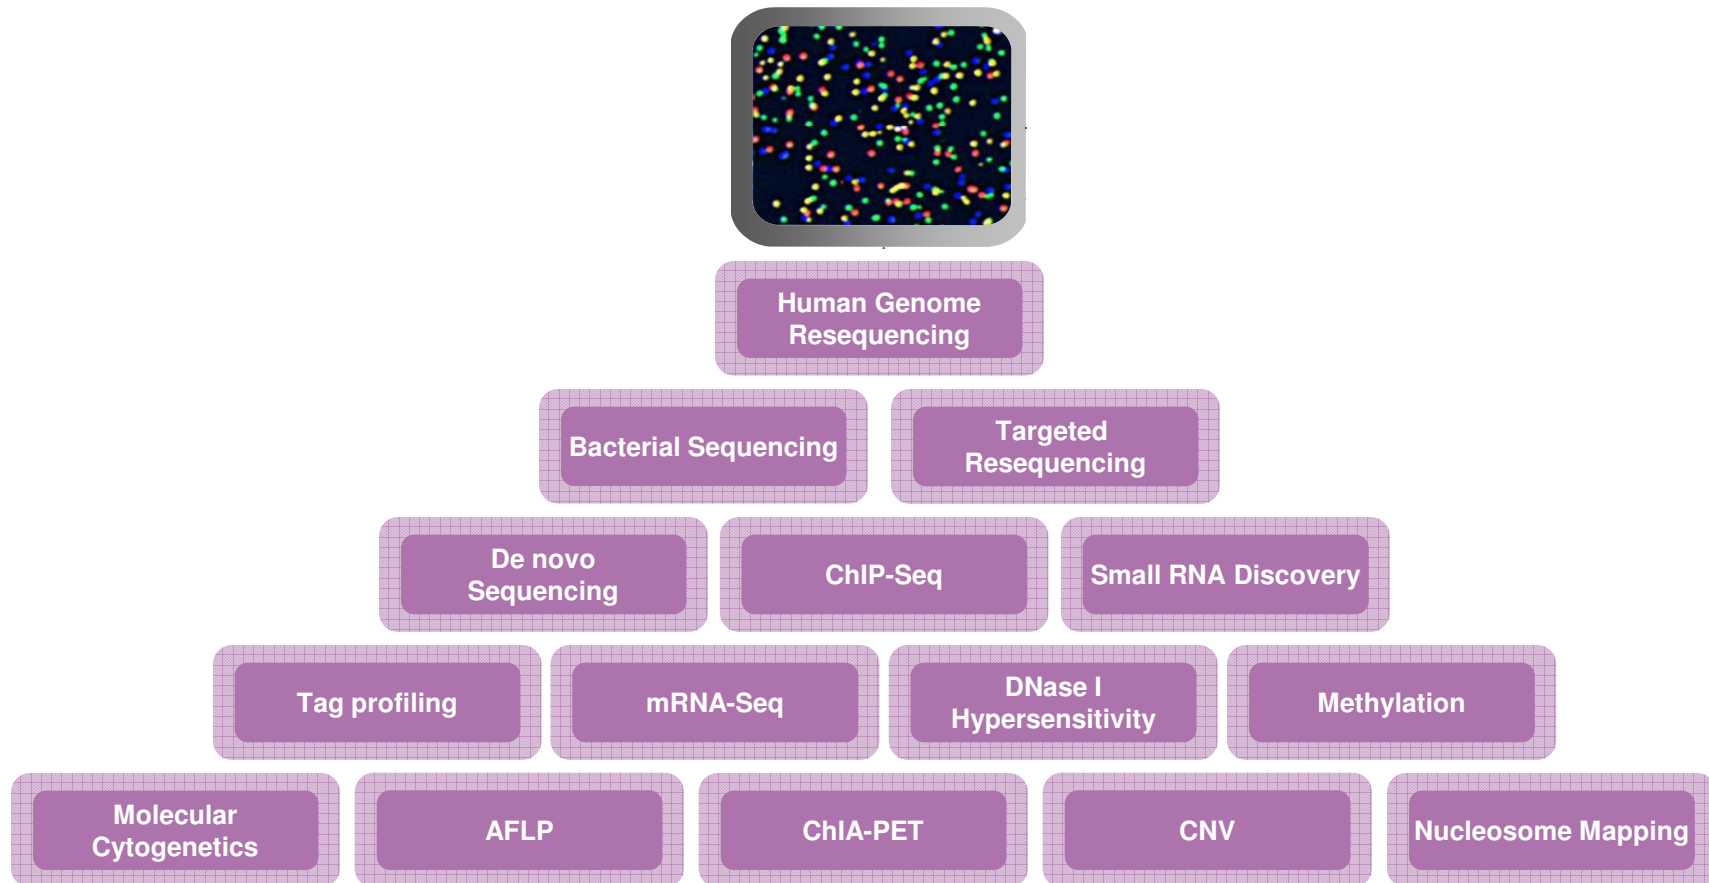 Human Genome
Resequencing
Bacterial Sequencing
Targeted
Resequencing
De novo
Sequencing
ChIP-Seq
Small RNA Discovery
Tag profiling
mRNA-Seq
DNase I
Hypersensitivity
Methylation
Molecular
Cytogenetics
AFLP
ChIA-PET
CNV
Nucleosome Mapping